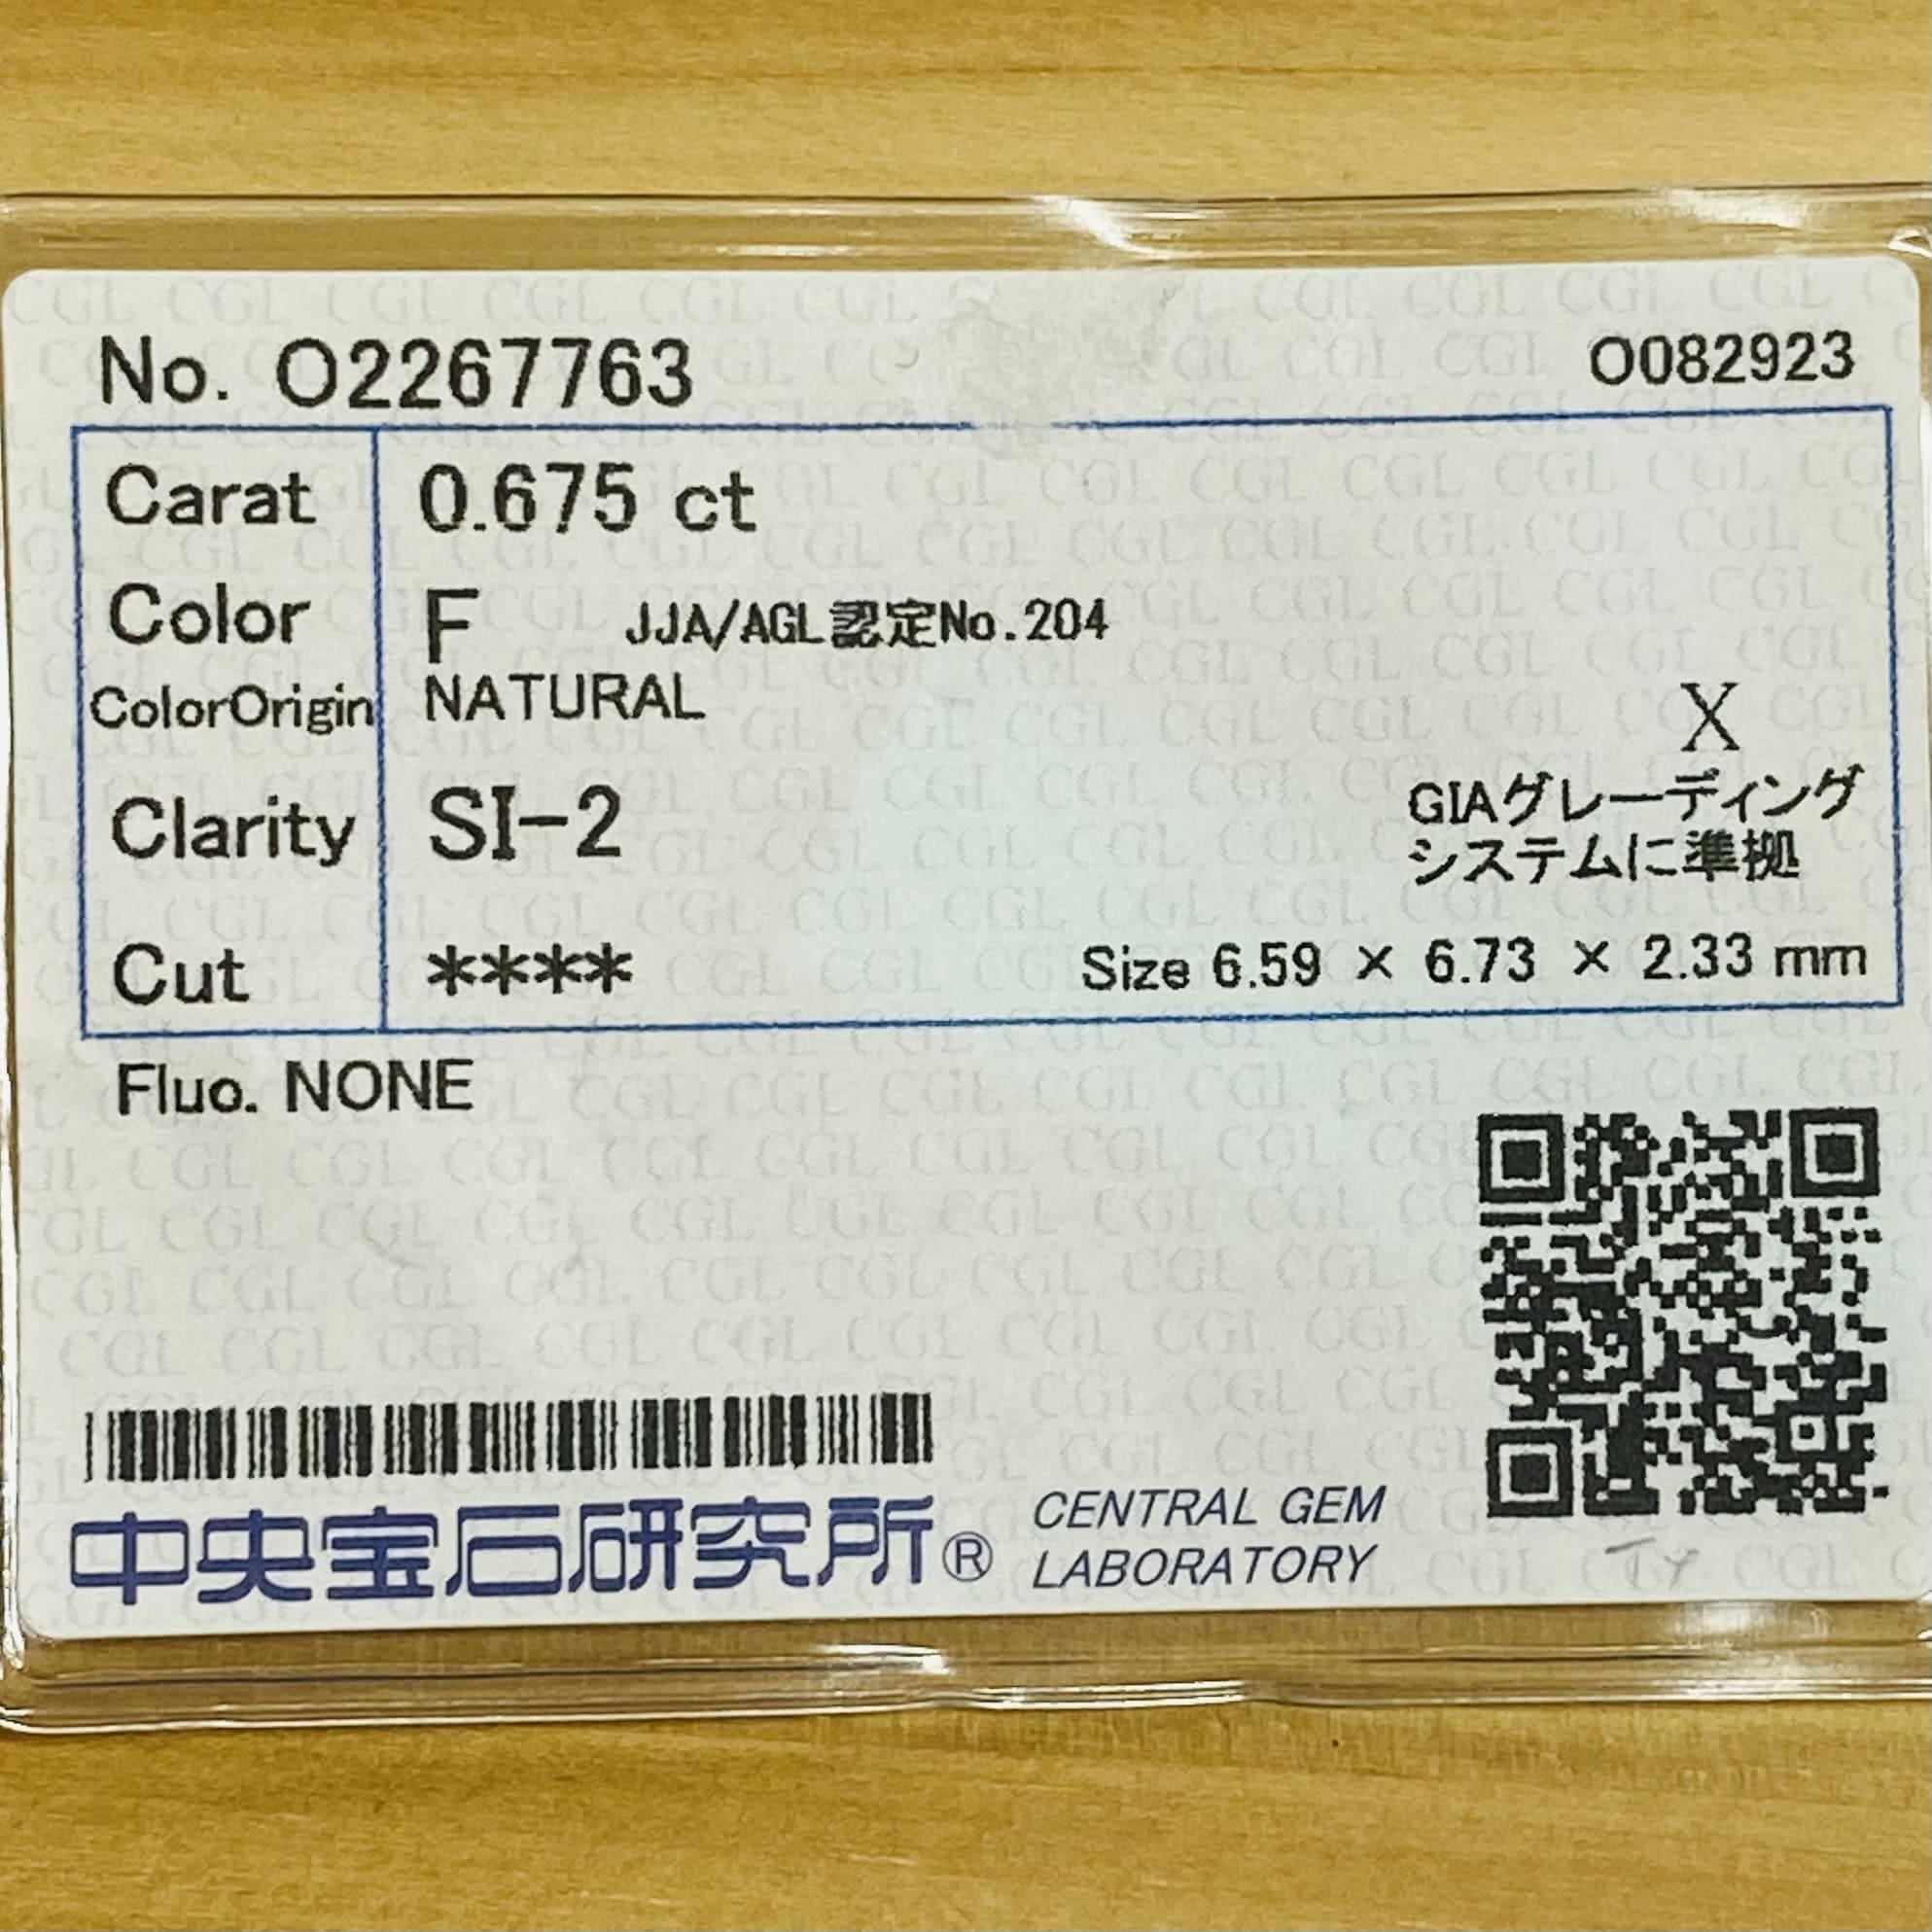 No. O2267763
O082923
Carat 0.675 ct
Color F JJA/AGL認定No.204
ColorOrigin NATURAL
X
Clarity SI-2
GIAグレーディング
システムに準拠
Cut ****
Size 6.59 × 6.73 × 2.33 mm
Fluo. NONE
中央宝石研究所®
CENTRAL GEM
LABORATORY